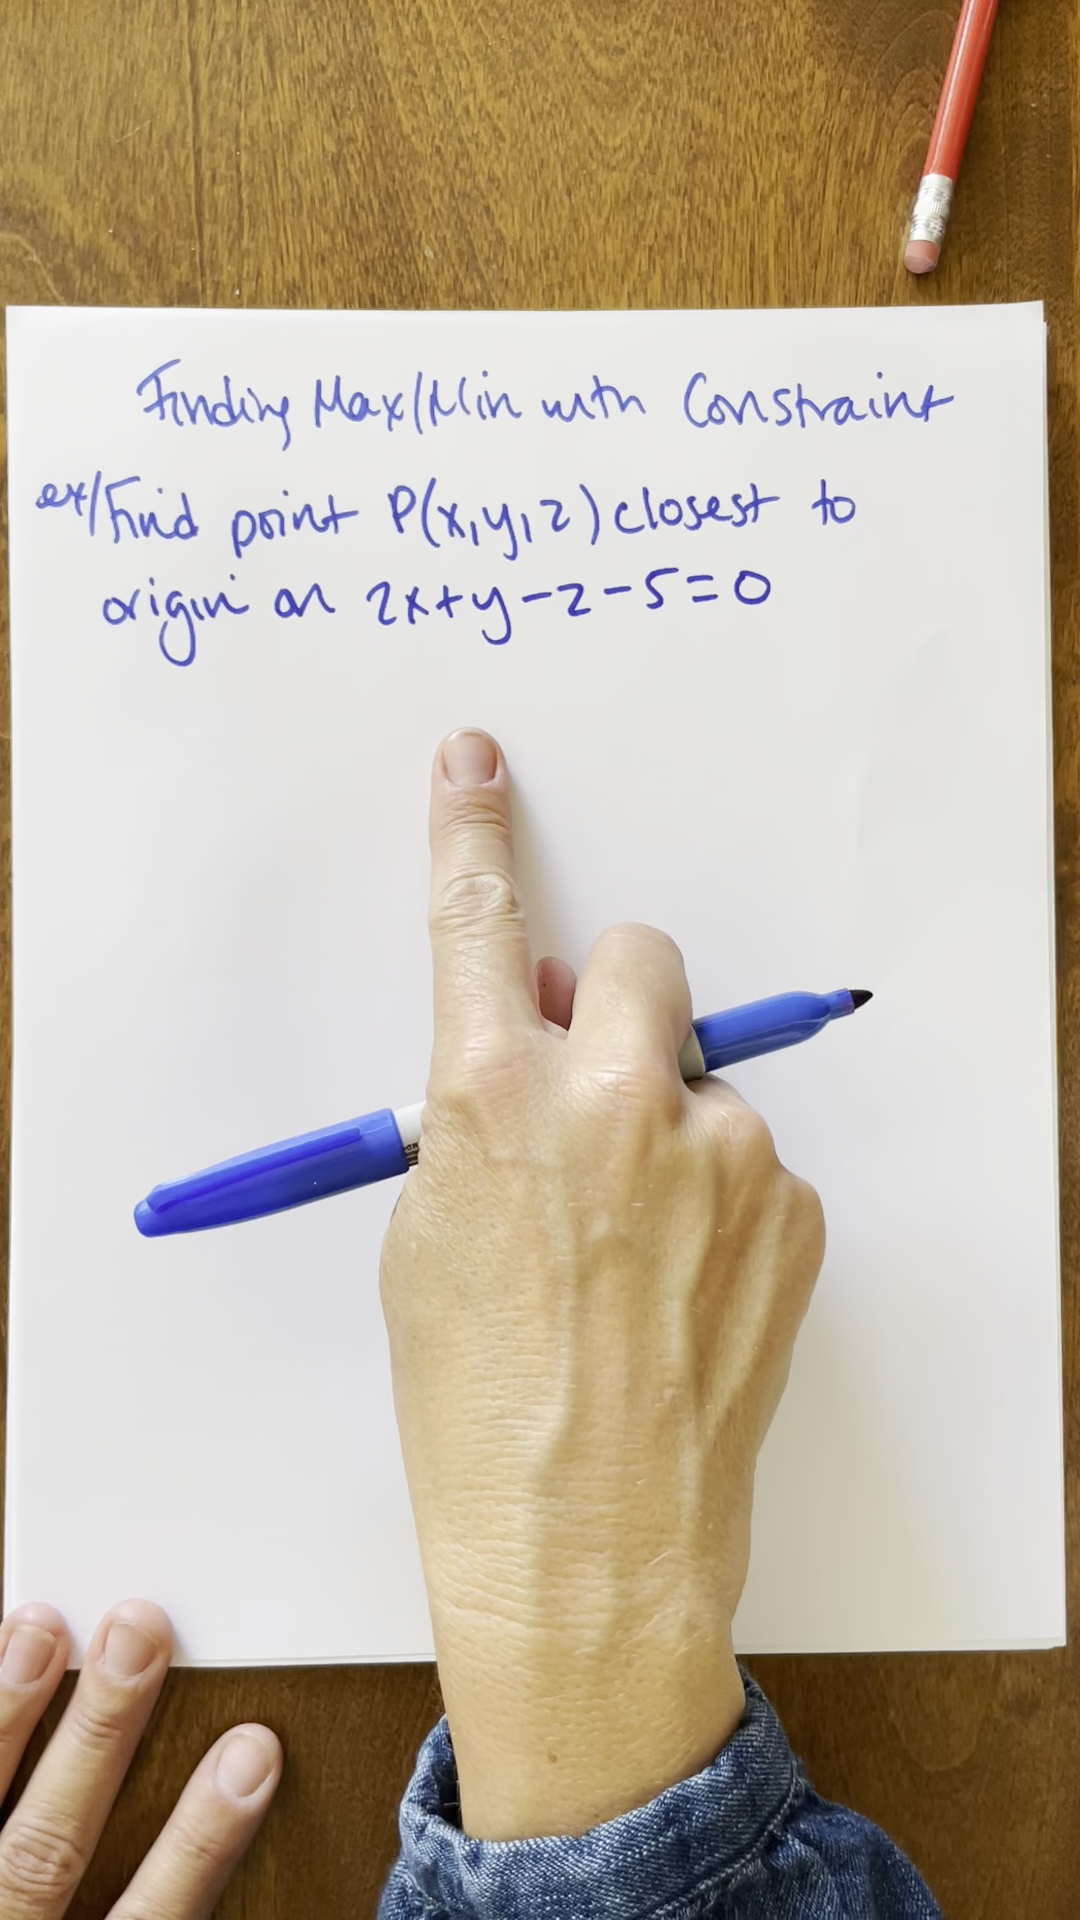 Finding Max/Min with Constraint
ex/Find point P(x,y,z) closest to
origin on 2x+y-z-5=0